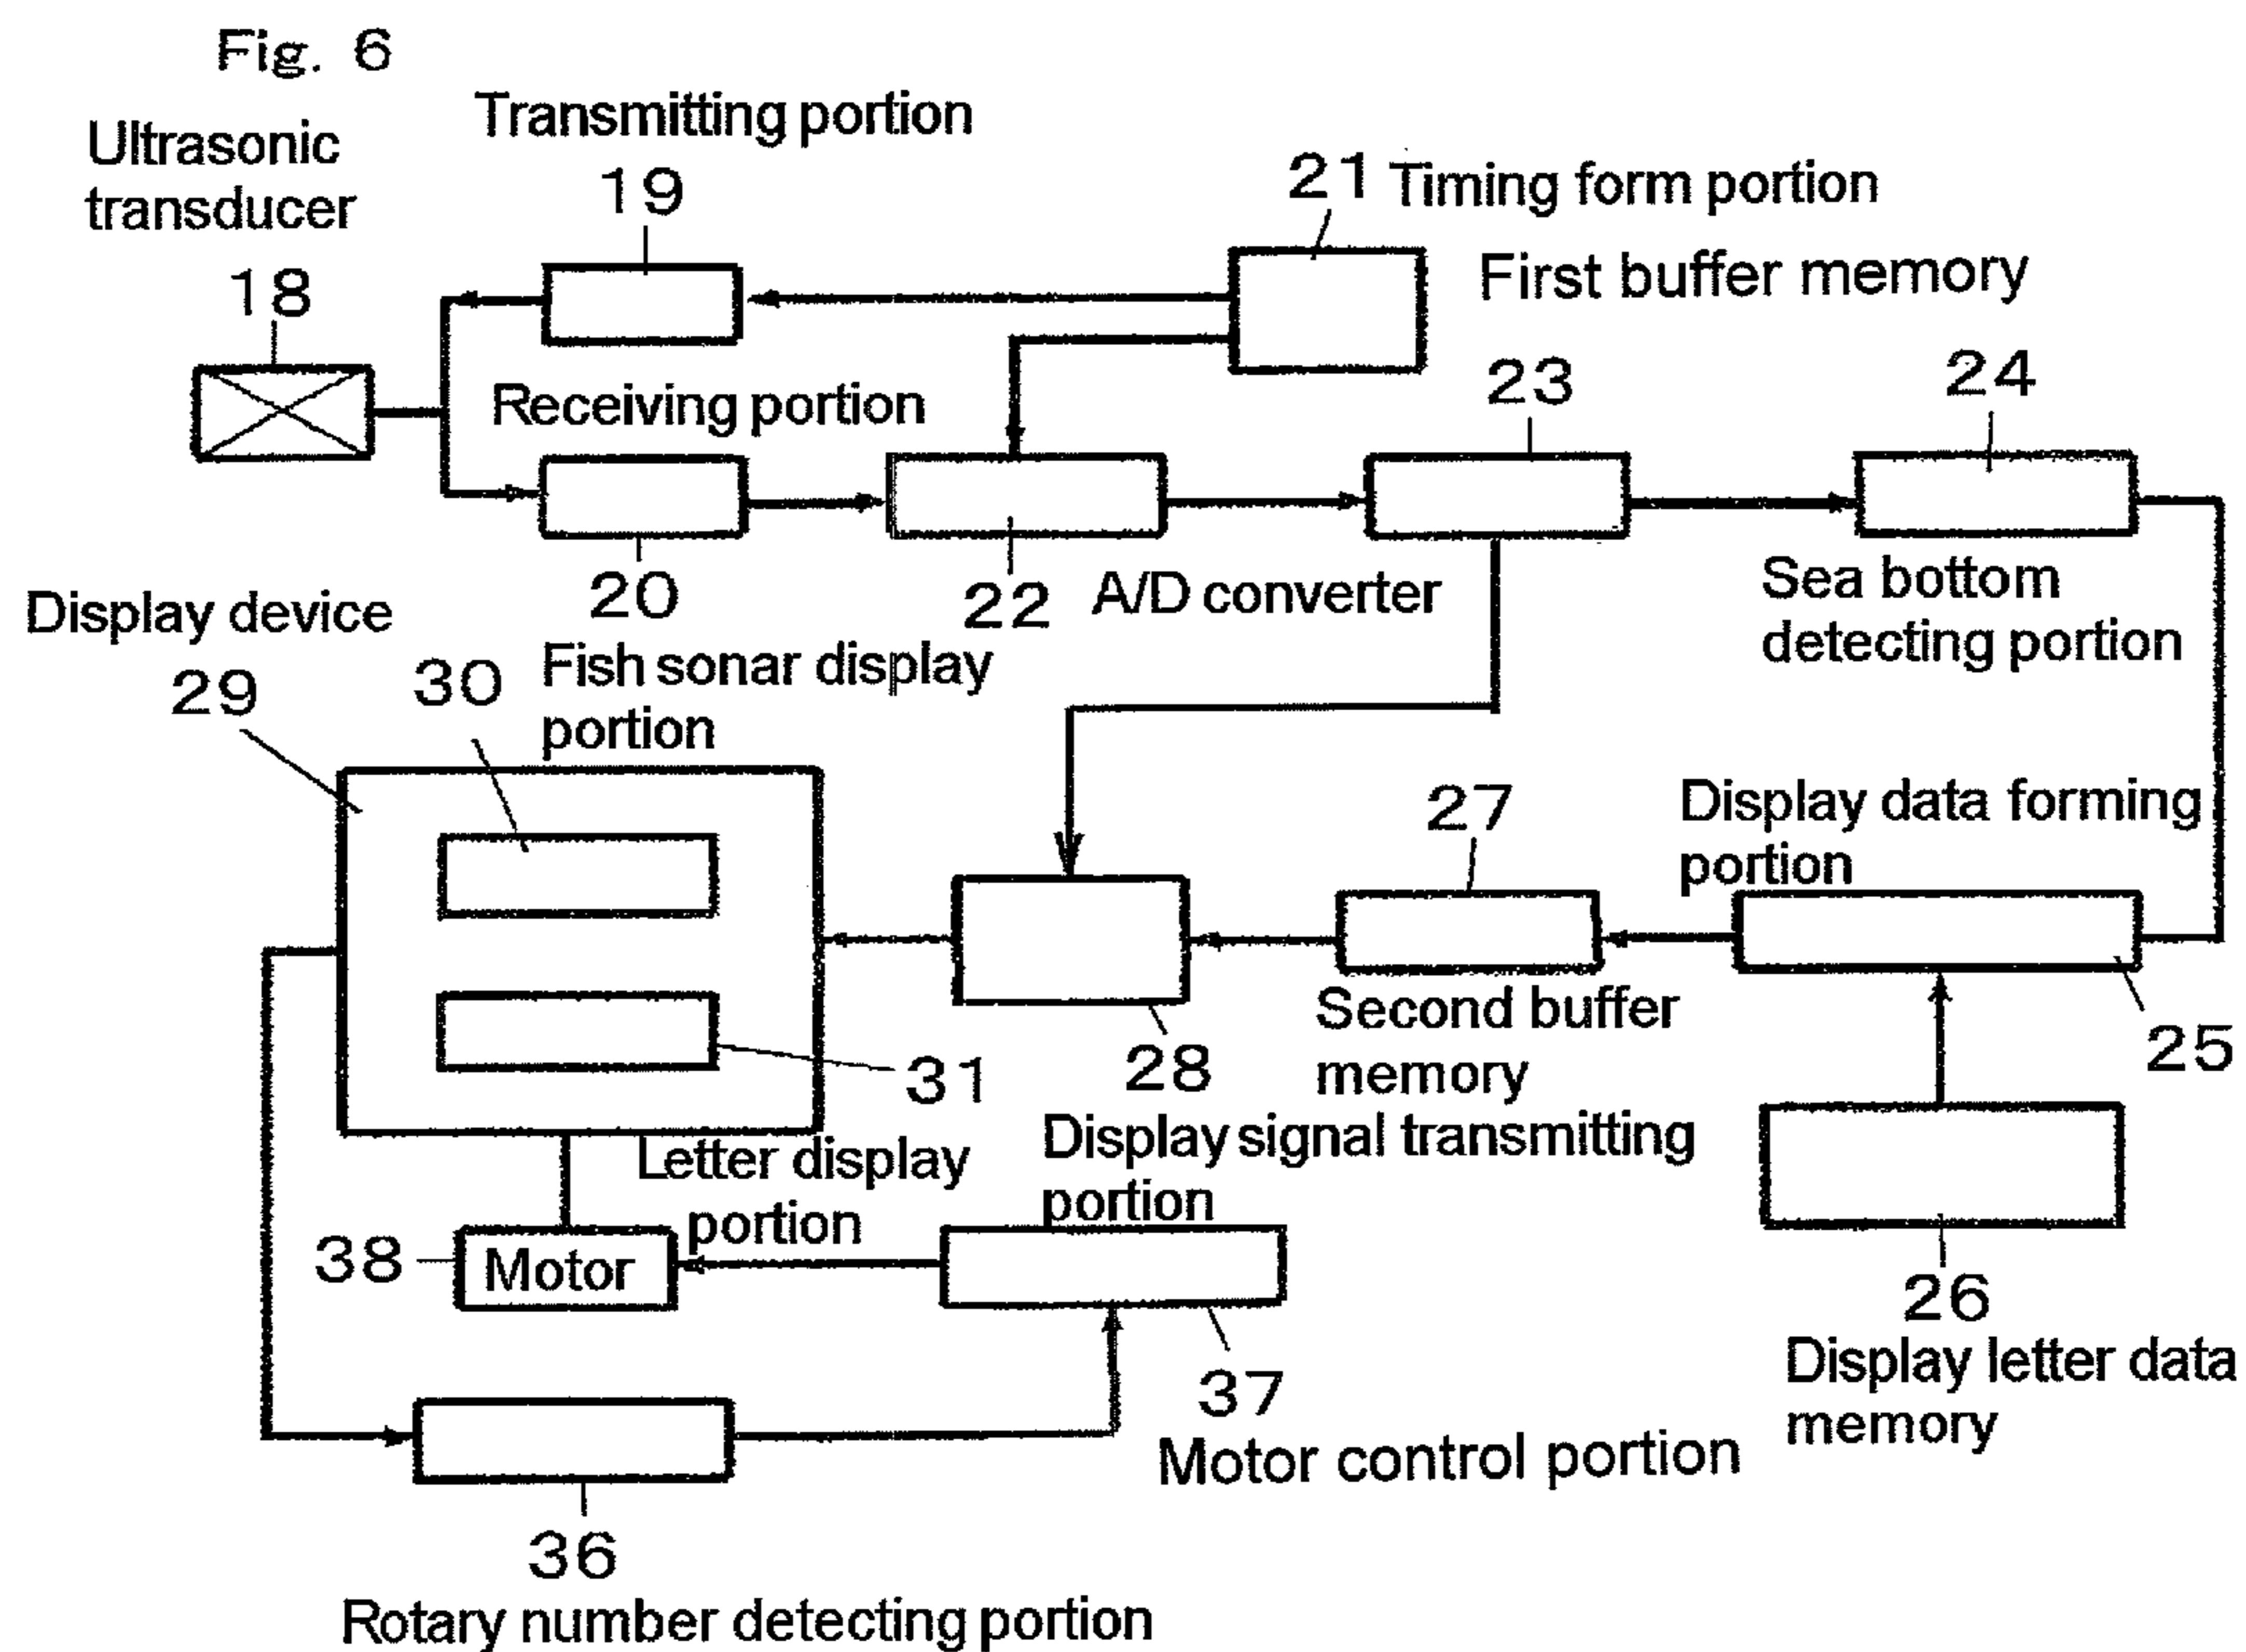 Fig. 6
Transmitting portion
Ultrasonic
transducer
19
21 Timing form portion
18
First buffer memory
Receiving portion
23
24
20
22
A/D converter
Sea bottom
detecting portion
Display device
29
30
Fish sonar display
portion
27
Display data forming
portion
Second buffer
memory
25
28
31
Display signal transmitting
portion
Letter display
portion
38
Motor
26
Display letter data
memory
37
Motor control portion
36
Rotary number detecting portion